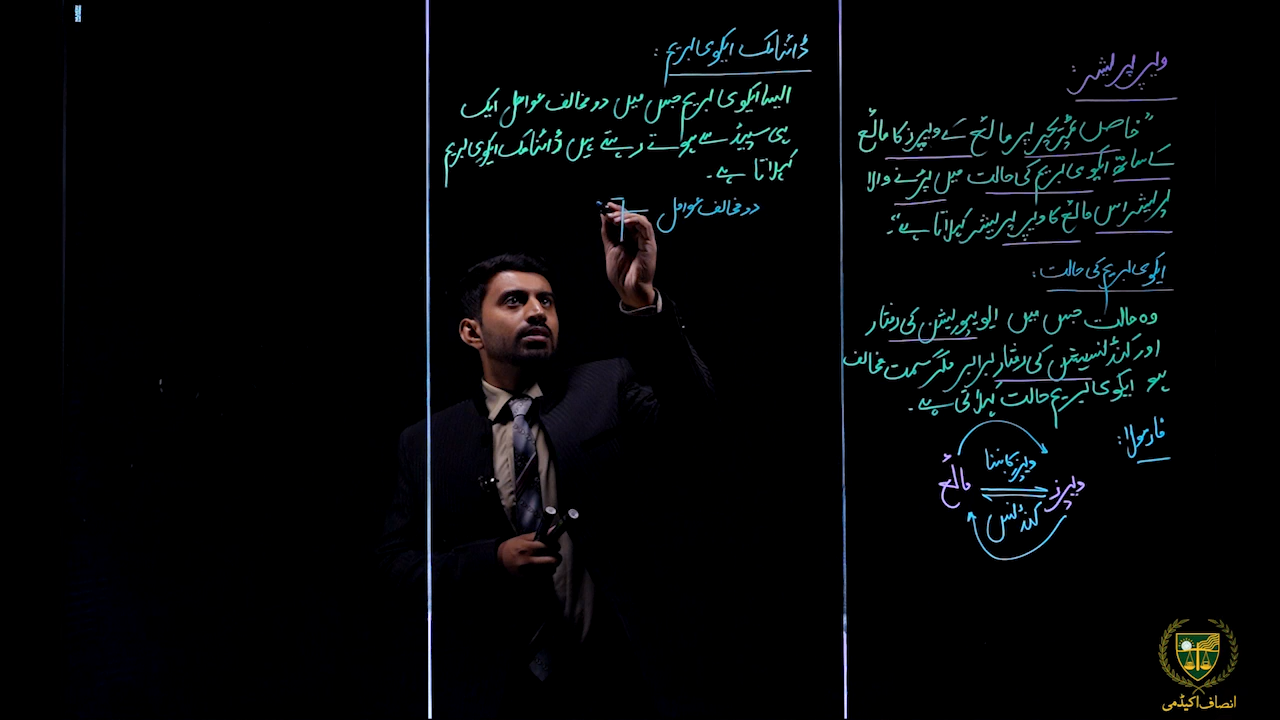 ویپر پریشر:
"خاص ٹمپریچر پر مائع کے ویپرز کا مائع
کے ساتھ ایکوی لبریم کی حالت میں پڑنے والا
پریشر اس مائع کا ویپر پریشر کہلاتا ہے"۔
ایکوی لبریم کی حالت:
وہ حالت جس میں ایویپوریشن کی رفتار
اور کنڈنسیشن کی رفتار برابر مگر سمت مخالف
ہو ایکوی لبریم حالت کہلاتی ہے۔
فارمولا:
ویپرز کا بننا
مائع ویپرز
کنڈنس
ڈائنامک ایکوی لبریم:
ایسا ایکوی لبریم جس میں دو مخالف عوامل ایک
ہی سپیڈ سے ہوتے رہتے ہیں ڈائنامک ایکوی لبریم
کہلاتا ہے۔
دو مخالف عوامل
انصاف اکیڈمی